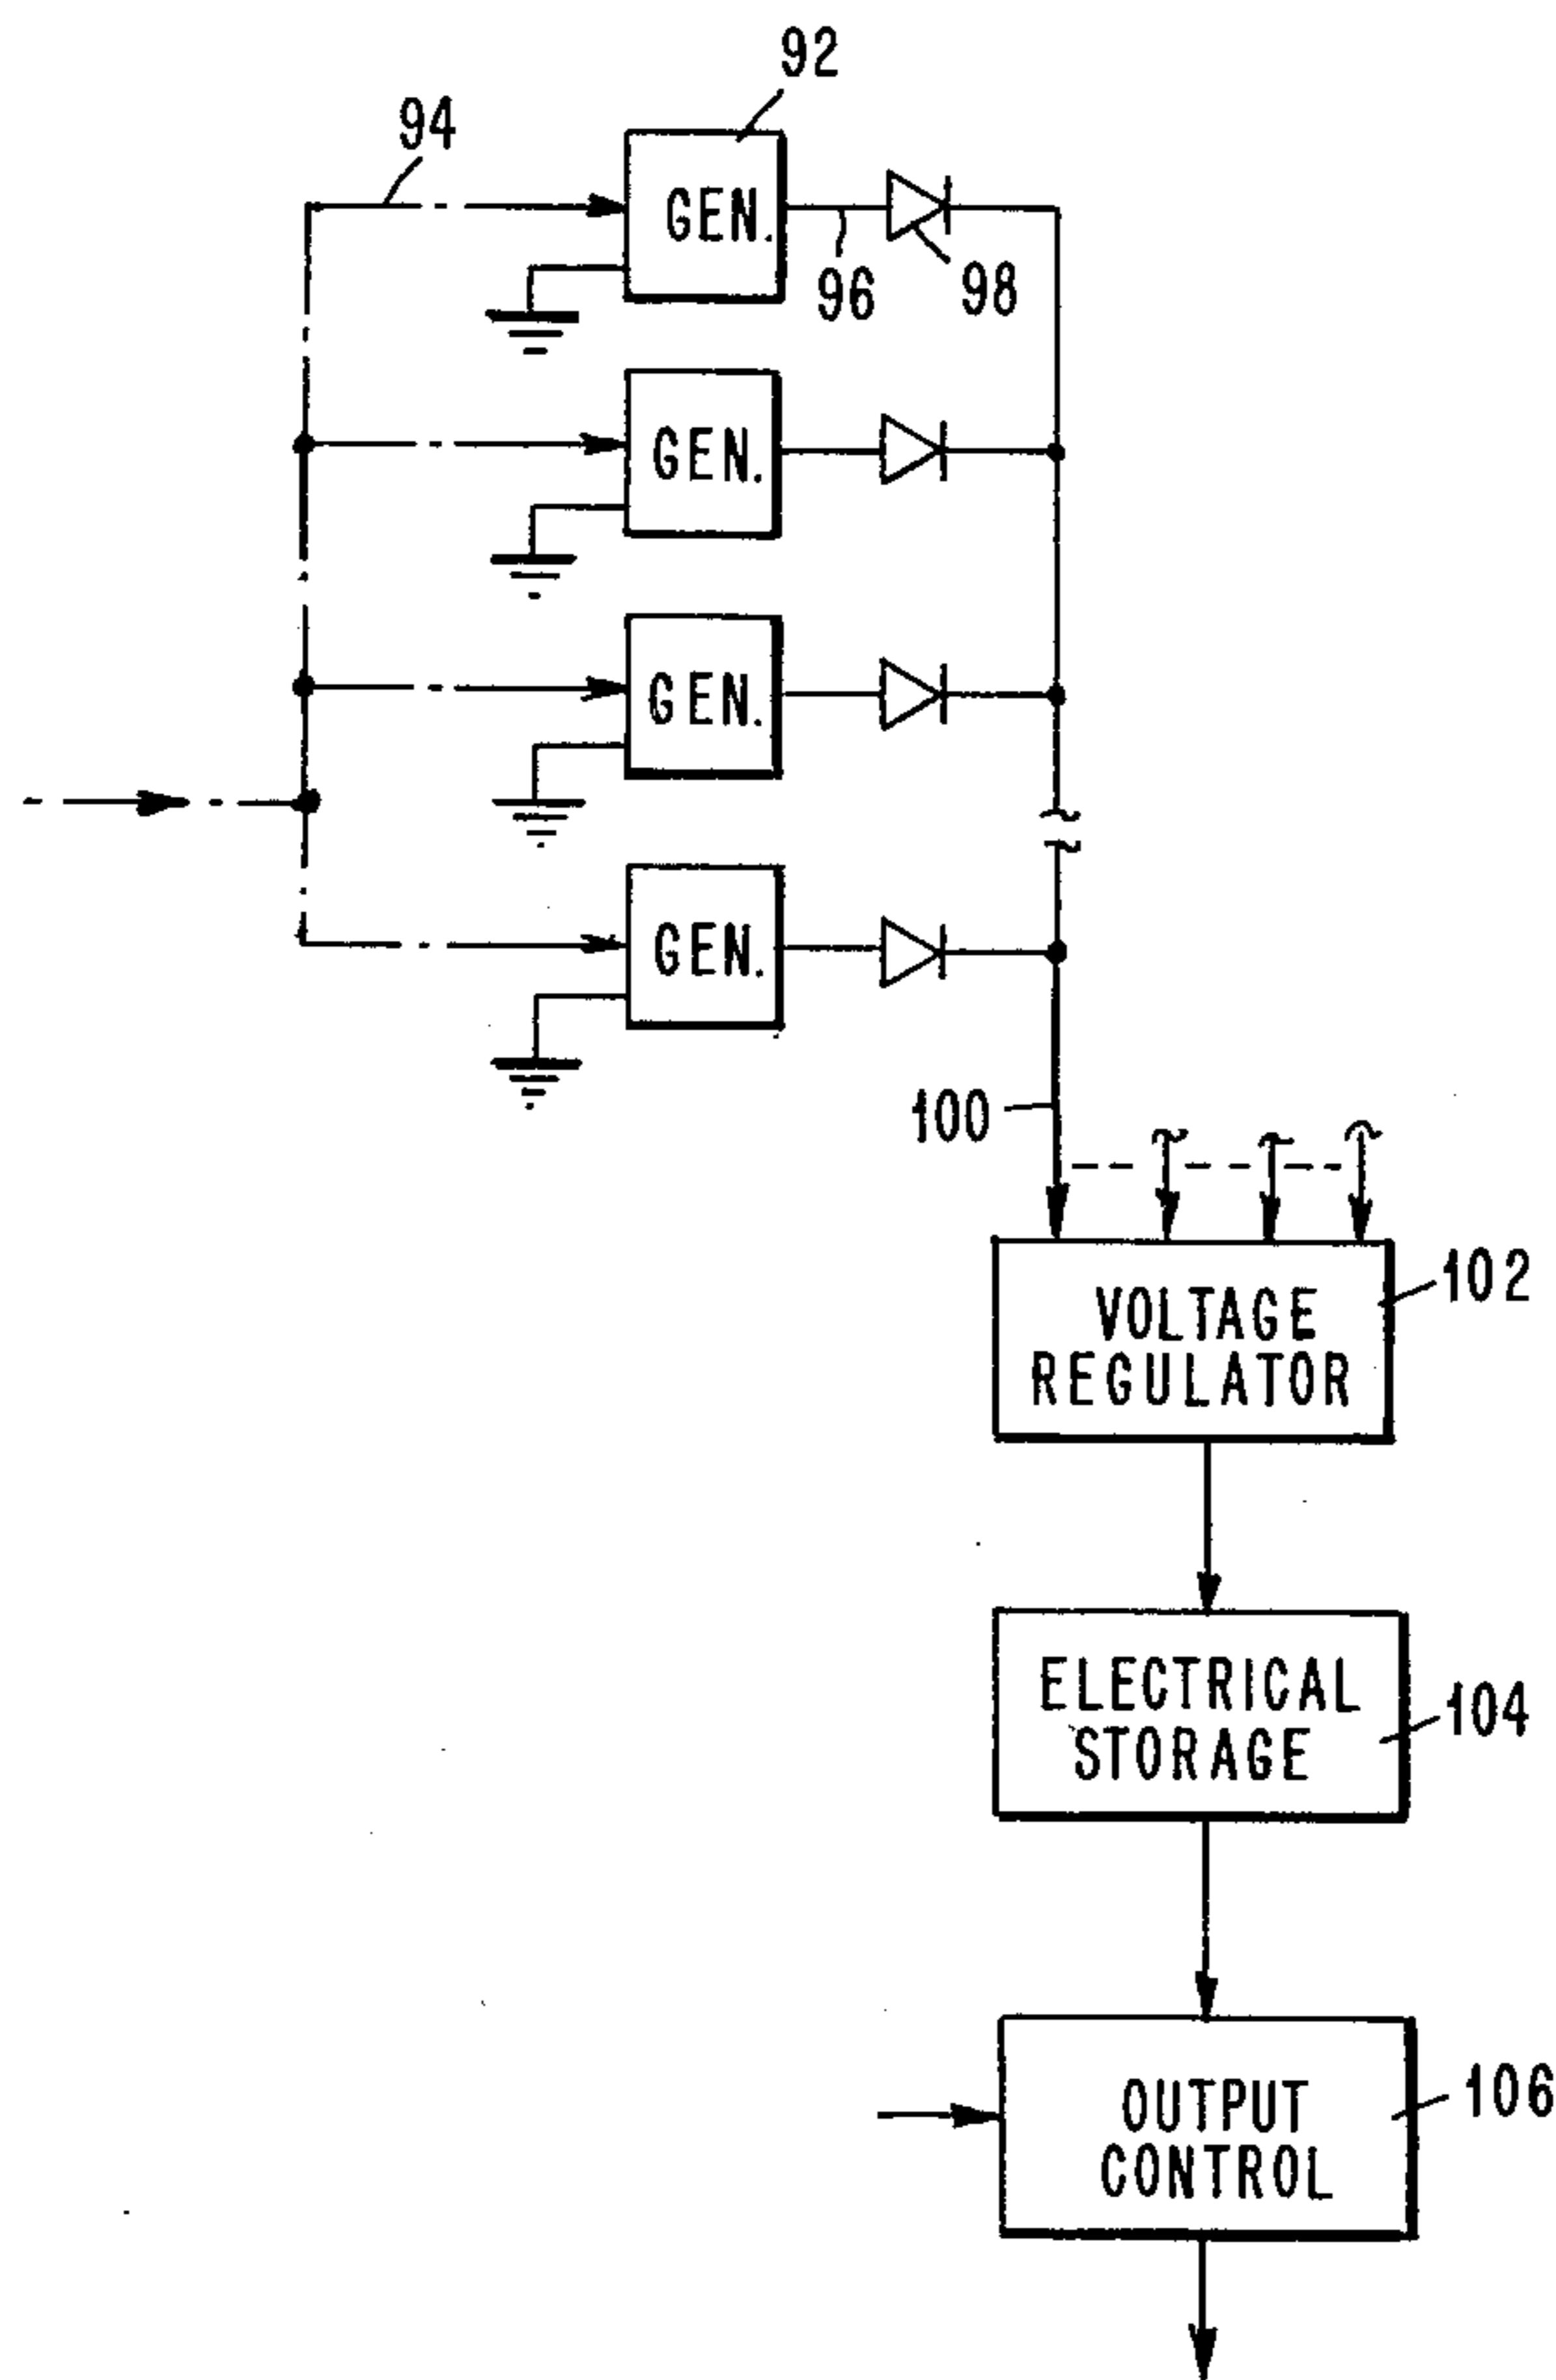 92
94
GEN.
96
98
GEN.
GEN.
GEN.
100
102
VOLTAGE
REGULATOR
ELECTRICAL
STORAGE
104
106
OUTPUT
CONTROL